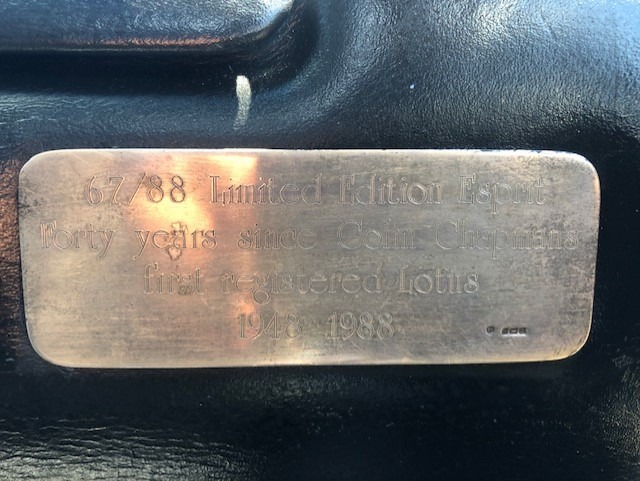 67/88 Limited Edition Esprit
Forty years since Colin Chapmans
first registered Lotus
1948 1988